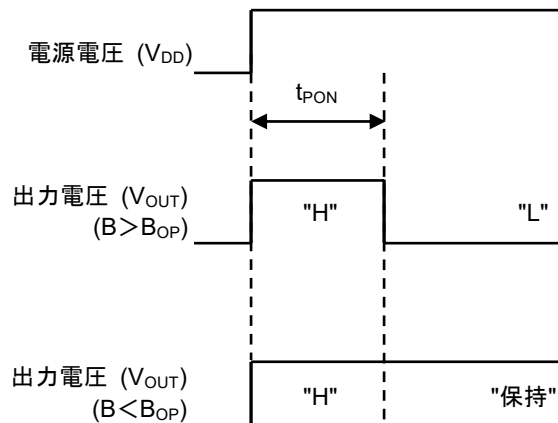 電源電圧 (VDD)
tPON
出力電圧 (VOUT)
(B＞BOP)
"H"
"L"
出力電圧 (VOUT)
(B＜BOP)
"H"
"保持"